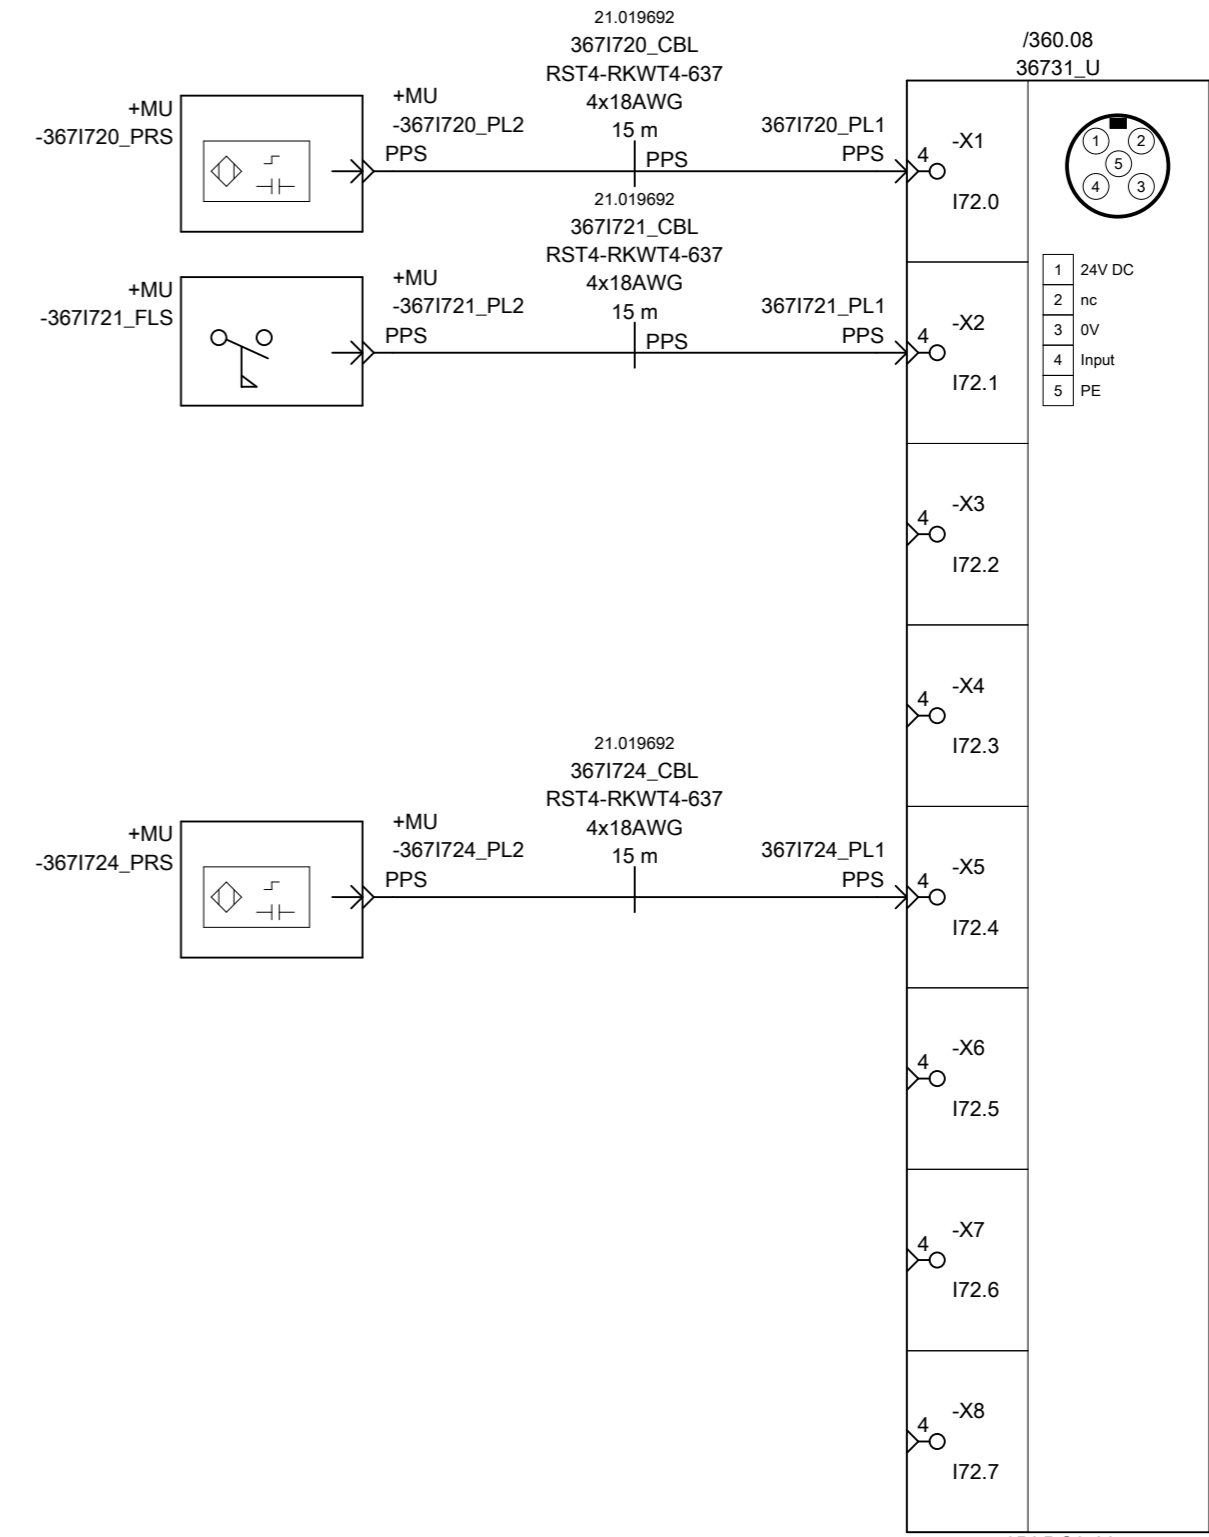 21.019692
367I720_CBL
RST4-RKWT4-637
4x18AWG
15 m
/360.08
36731_U
+MU
-367I720_PRS
+MU
-367I720_PL2
PPS
PPS
367I720_PL1
PPS
4
-X1
I72.0
1
2
5
4
3
21.019692
367I721_CBL
RST4-RKWT4-637
4x18AWG
15 m
+MU
-367I721_FLS
+MU
-367I721_PL2
PPS
PPS
367I721_PL1
PPS
4
-X2
I72.1
1 24V DC
2 nc
3 0V
4 Input
5 PE
4
-X3
I72.2
4
-X4
I72.3
21.019692
367I724_CBL
RST4-RKWT4-637
4x18AWG
15 m
+MU
-367I724_PRS
+MU
-367I724_PL2
PPS
367I724_PL1
PPS
4
-X5
I72.4
4
-X6
I72.5
4
-X7
I72.6
4
-X8
I72.7